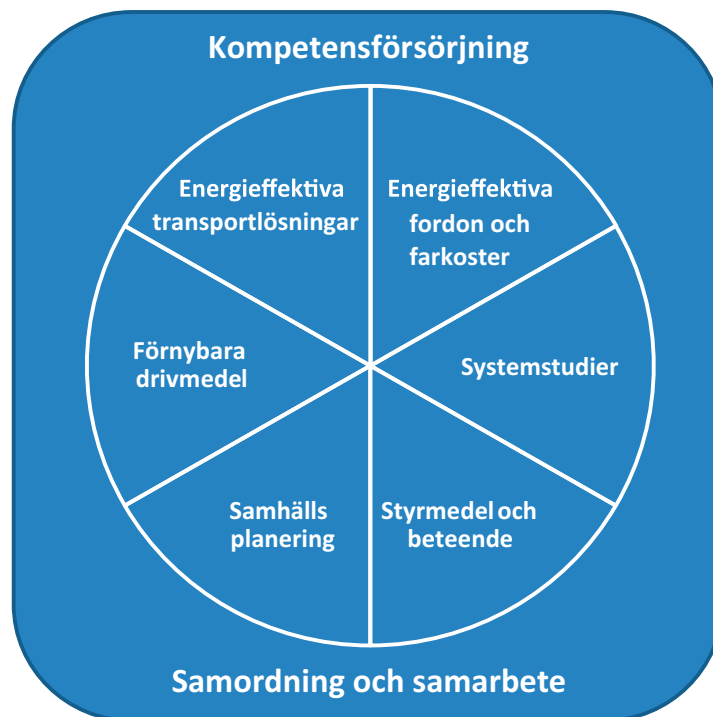 Kompetensförsörjning
Energieffektiva
transportlösningar
Energieffektiva
fordon och
farkoster
Förnybara
drivmedel
Systemstudier
Samhälls
planering
Styrmedel och
beteende
Samordning och samarbete